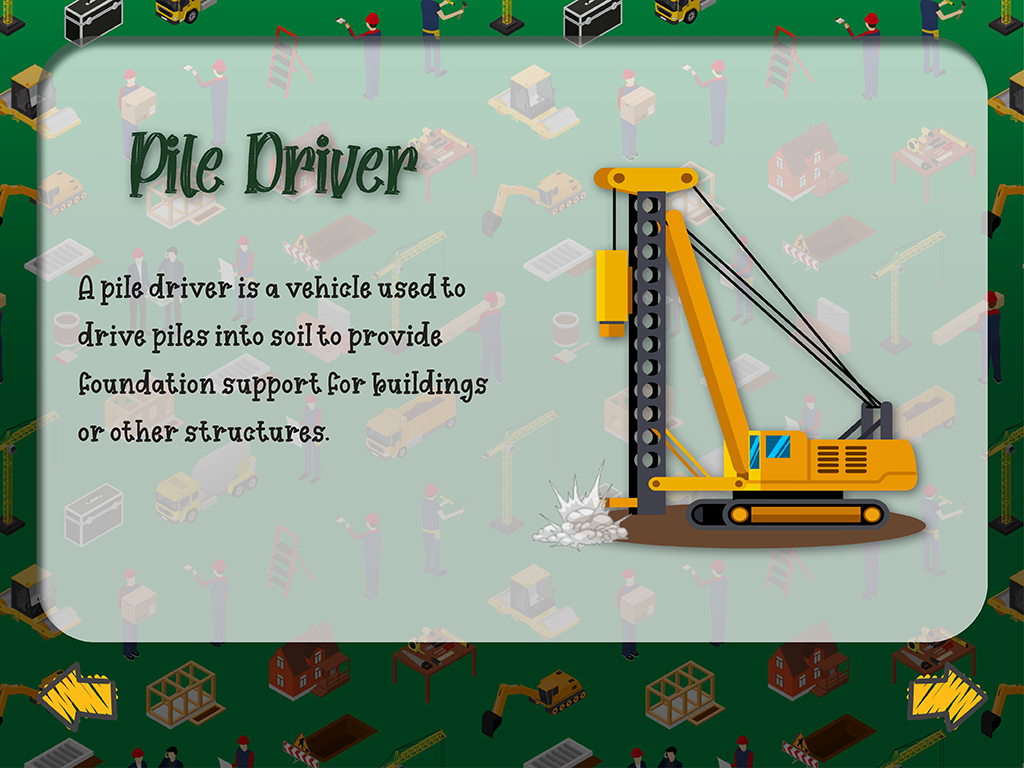 Pile Driver
A pile driver is a vehicle used to
drive piles into soil to provide
foundation support for buildings
or other structures.